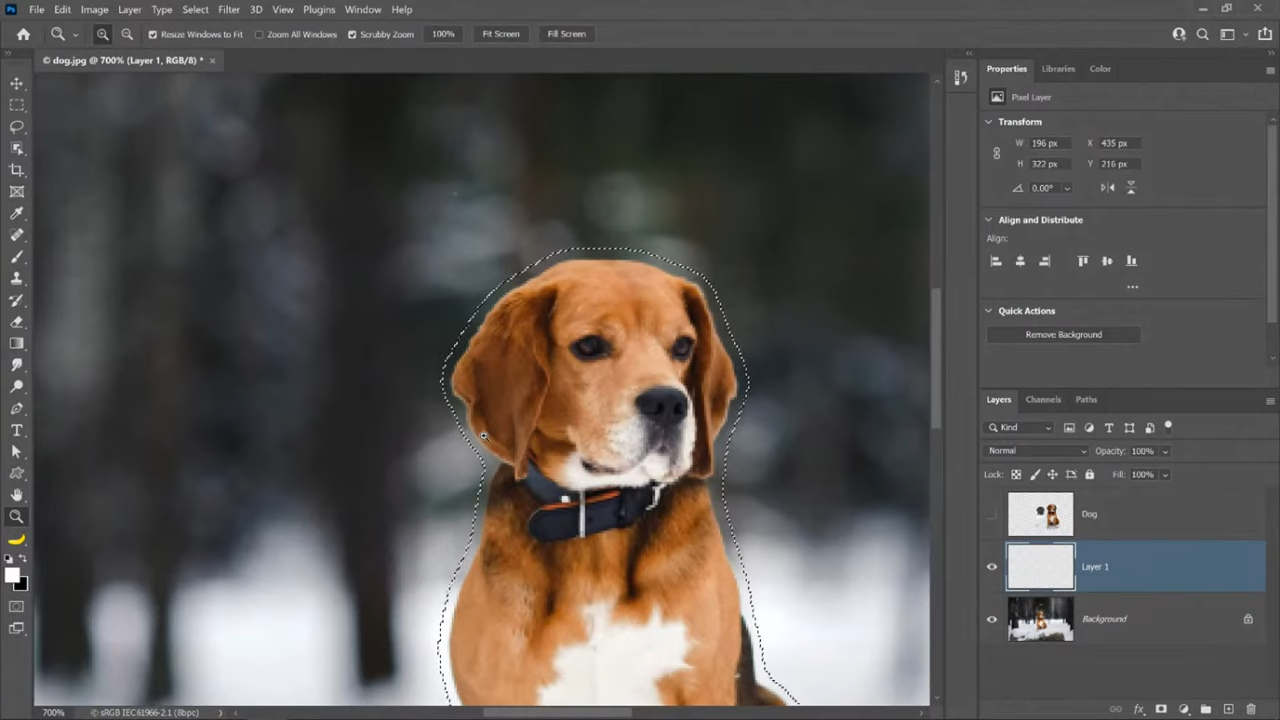 Ps File Edit Image Layer Type Select Filter 3D View Plugins Window Help
Resize Windows to Fit Zoom All Windows Scrubby Zoom 100% Fit Screen Fill Screen
© dog.jpg @ 700% (Layer 1, RGB/8) * ×
Properties Libraries Color
Pixel Layer
Transform
W 196 px X 435 px
H 322 px Y 216 px
0.00°
Align and Distribute
Align:
Quick Actions
Remove Background
Layers Channels Paths
Kind
Normal Opacity: 100%
Lock: Fill: 100%
Dog
Layer 1
Background
700% © sRGB IEC61966-2.1 (8bpc)